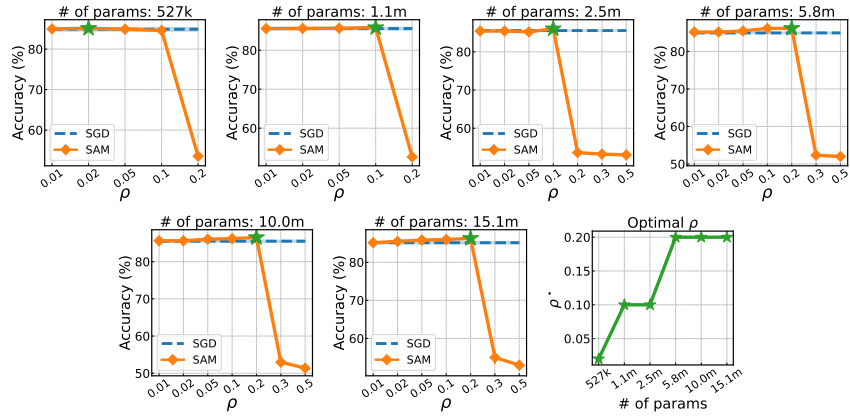 # of params: 527k
Accuracy (%)
80
70
60
SGD
SAM
0.01 0.02 0.05 0.1 0.2
ρ
# of params: 1.1m
Accuracy (%)
80
70
60
SGD
SAM
0.01 0.02 0.05 0.1 0.2
ρ
# of params: 2.5m
Accuracy (%)
80
70
60
SGD
SAM
0.01 0.02 0.05 0.1 0.2 0.3 0.5
ρ
# of params: 5.8m
Accuracy (%)
80
70
60
50
SGD
SAM
0.01 0.02 0.05 0.1 0.2 0.3 0.5
ρ
# of params: 10.0m
Accuracy (%)
80
70
60
50
SGD
SAM
0.01 0.02 0.05 0.1 0.2 0.3 0.5
ρ
# of params: 15.1m
Accuracy (%)
80
70
60
SGD
SAM
0.01 0.02 0.05 0.1 0.2 0.3 0.5
ρ
Optimal ρ
ρ*
0.20
0.15
0.10
0.05
527k 1.1m 2.5m 5.8m 10.0m 15.1m
# of params